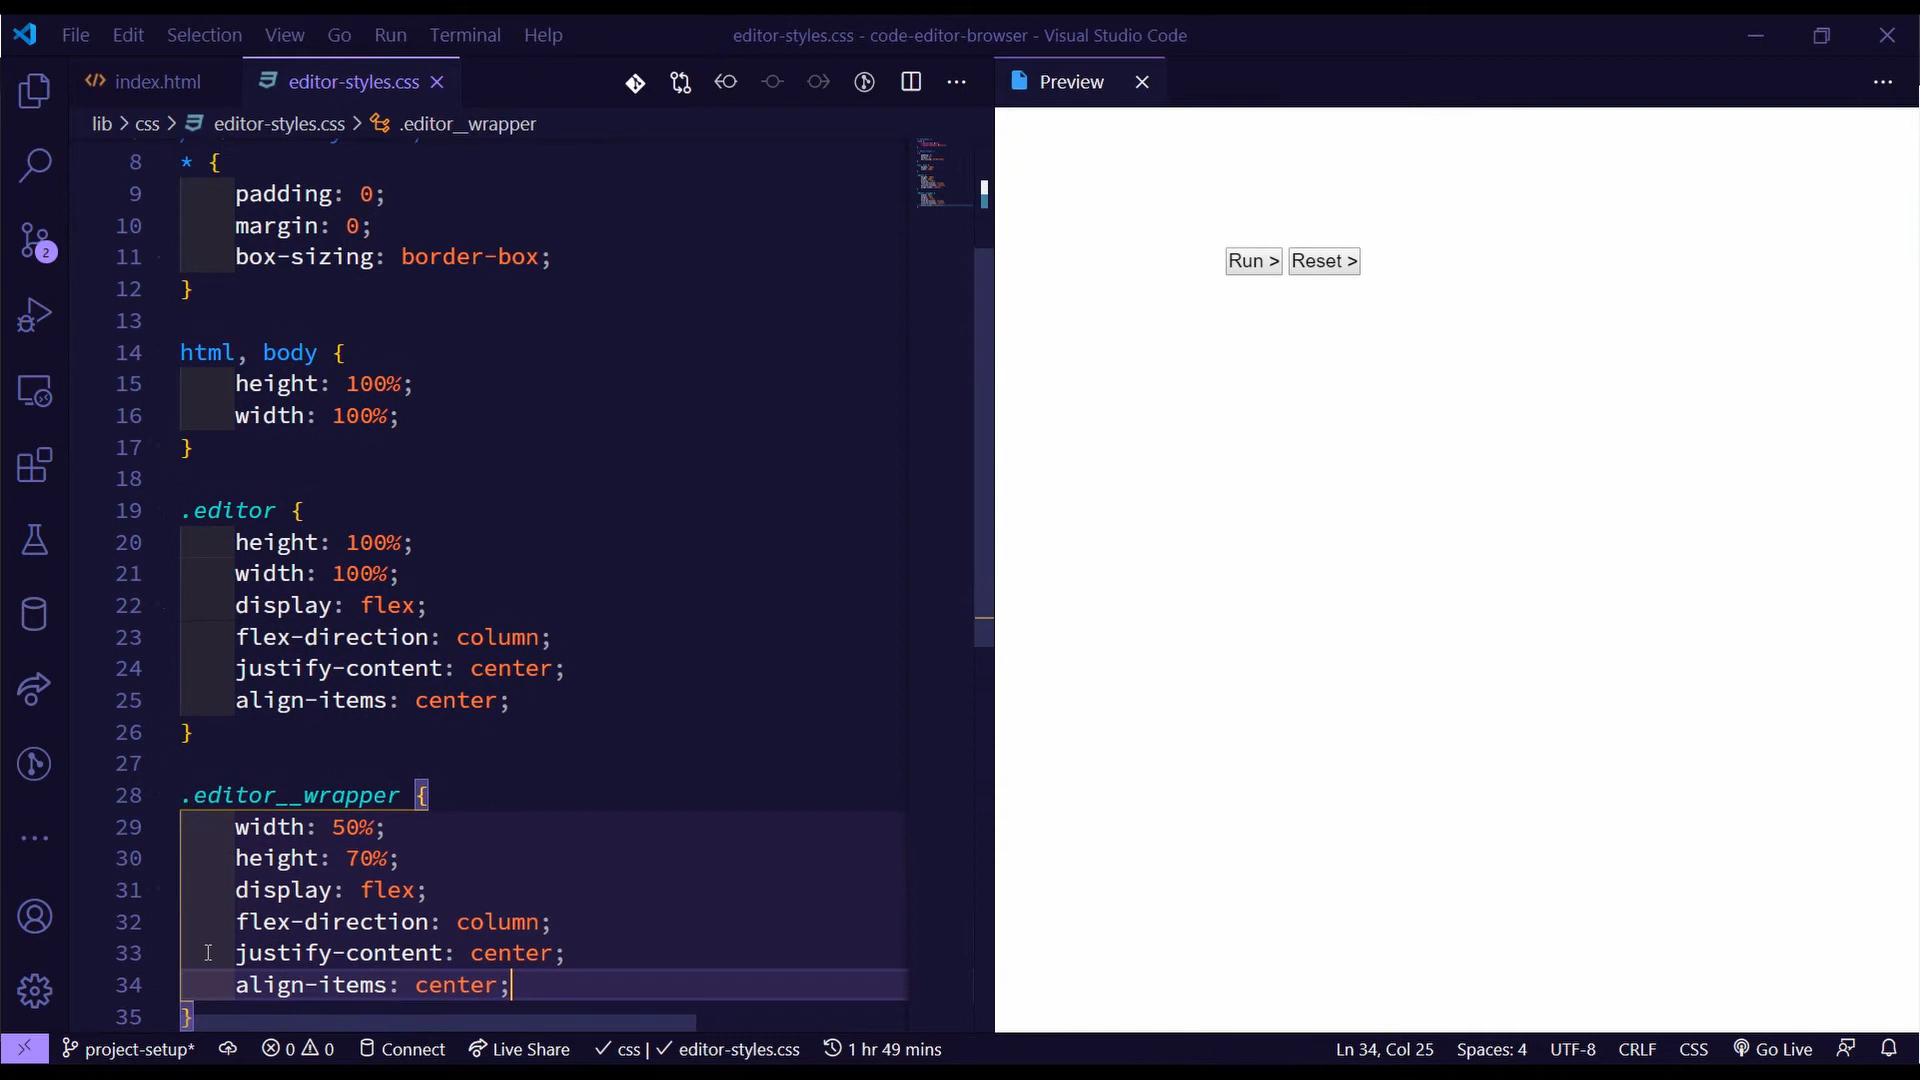 File Edit Selection View Go Run Terminal Help
editor-styles.css - code-editor-browser - Visual Studio Code
index.html
editor-styles.css
Preview
lib > css > editor-styles.css > .editor__wrapper
8 * {
9 padding: 0;
10 margin: 0;
11 box-sizing: border-box;
12 }
13
14 html, body {
15 height: 100%;
16 width: 100%;
17 }
18
19 .editor {
20 height: 100%;
21 width: 100%;
22 display: flex;
23 flex-direction: column;
24 justify-content: center;
25 align-items: center;
26 }
27
28 .editor__wrapper {
29 width: 50%;
30 height: 70%;
31 display: flex;
32 flex-direction: column;
33 justify-content: center;
34 align-items: center;
35 }
Run > Reset >
2
project-setup* 0 0 Connect Live Share css | editor-styles.css 1 hr 49 mins
Ln 34, Col 25 Spaces: 4 UTF-8 CRLF CSS Go Live